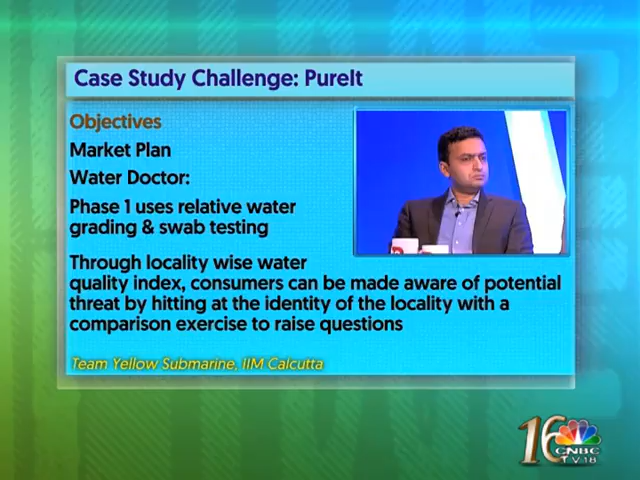 Case Study Challenge: PureIt
Objectives
Market Plan
Water Doctor:
Phase 1 uses relative water
grading & swab testing
Through locality wise water
quality index, consumers can be made aware of potential
threat by hitting at the identity of the locality with a
comparison exercise to raise questions
Team Yellow Submarine, IIM Calcutta
16
CNBC
TV18